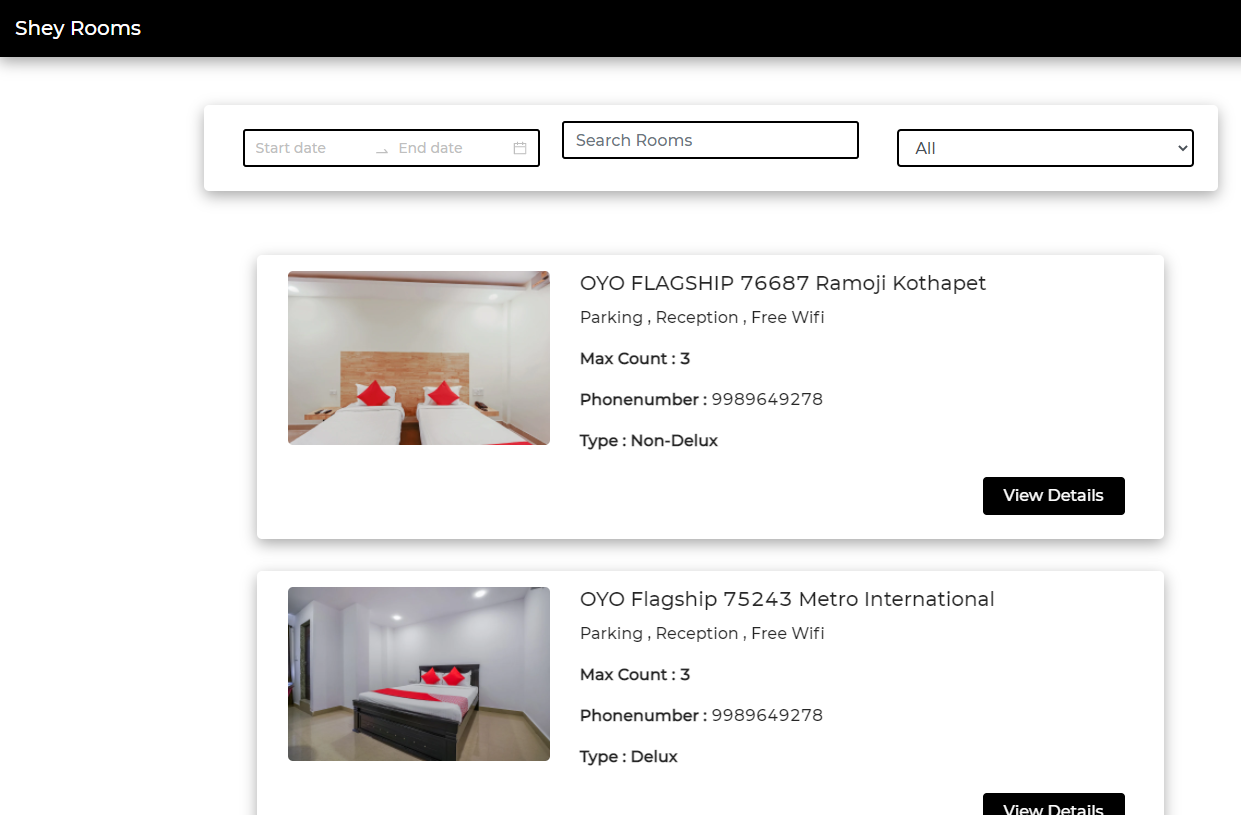 Shey Rooms
Start date End date
Search Rooms
All
OYO FLAGSHIP 76687 Ramoji Kothapet
Parking , Reception , Free Wifi
Max Count : 3
Phonenumber : 9989649278
Type : Non-Delux
View Details
OYO Flagship 75243 Metro International
Parking , Reception , Free Wifi
Max Count : 3
Phonenumber : 9989649278
Type : Delux
View Details